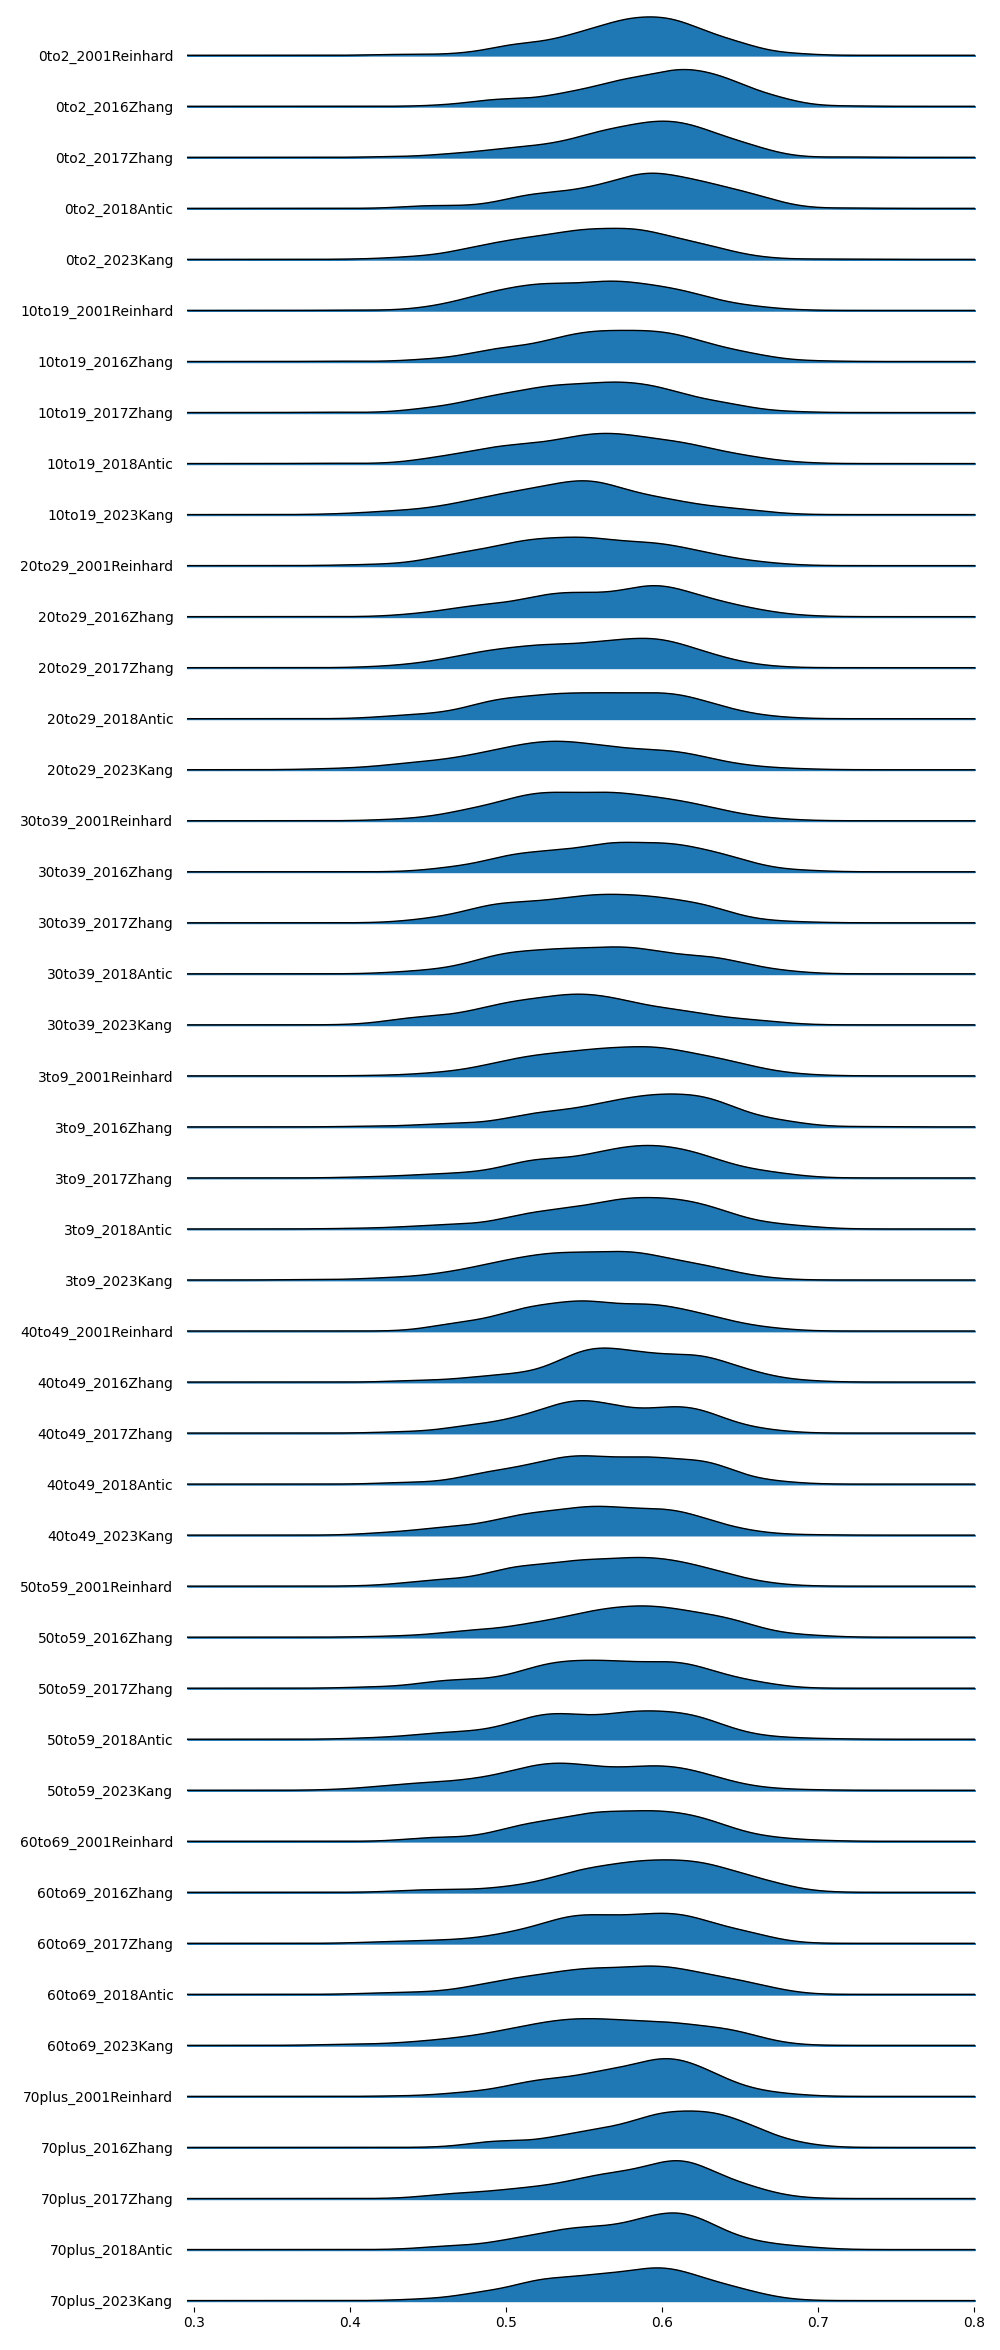 0to2_2001Reinhard
0to2_2016Zhang
0to2_2017Zhang
0to2_2018Antic
0to2_2023Kang
10to19_2001Reinhard
10to19_2016Zhang
10to19_2017Zhang
10to19_2018Antic
10to19_2023Kang
20to29_2001Reinhard
20to29_2016Zhang
20to29_2017Zhang
20to29_2018Antic
20to29_2023Kang
30to39_2001Reinhard
30to39_2016Zhang
30to39_2017Zhang
30to39_2018Antic
30to39_2023Kang
3to9_2001Reinhard
3to9_2016Zhang
3to9_2017Zhang
3to9_2018Antic
3to9_2023Kang
40to49_2001Reinhard
40to49_2016Zhang
40to49_2017Zhang
40to49_2018Antic
40to49_2023Kang
50to59_2001Reinhard
50to59_2016Zhang
50to59_2017Zhang
50to59_2018Antic
50to59_2023Kang
60to69_2001Reinhard
60to69_2016Zhang
60to69_2017Zhang
60to69_2018Antic
60to69_2023Kang
70plus_2001Reinhard
70plus_2016Zhang
70plus_2017Zhang
70plus_2018Antic
70plus_2023Kang
0.3 0.4 0.5 0.6 0.7 0.8